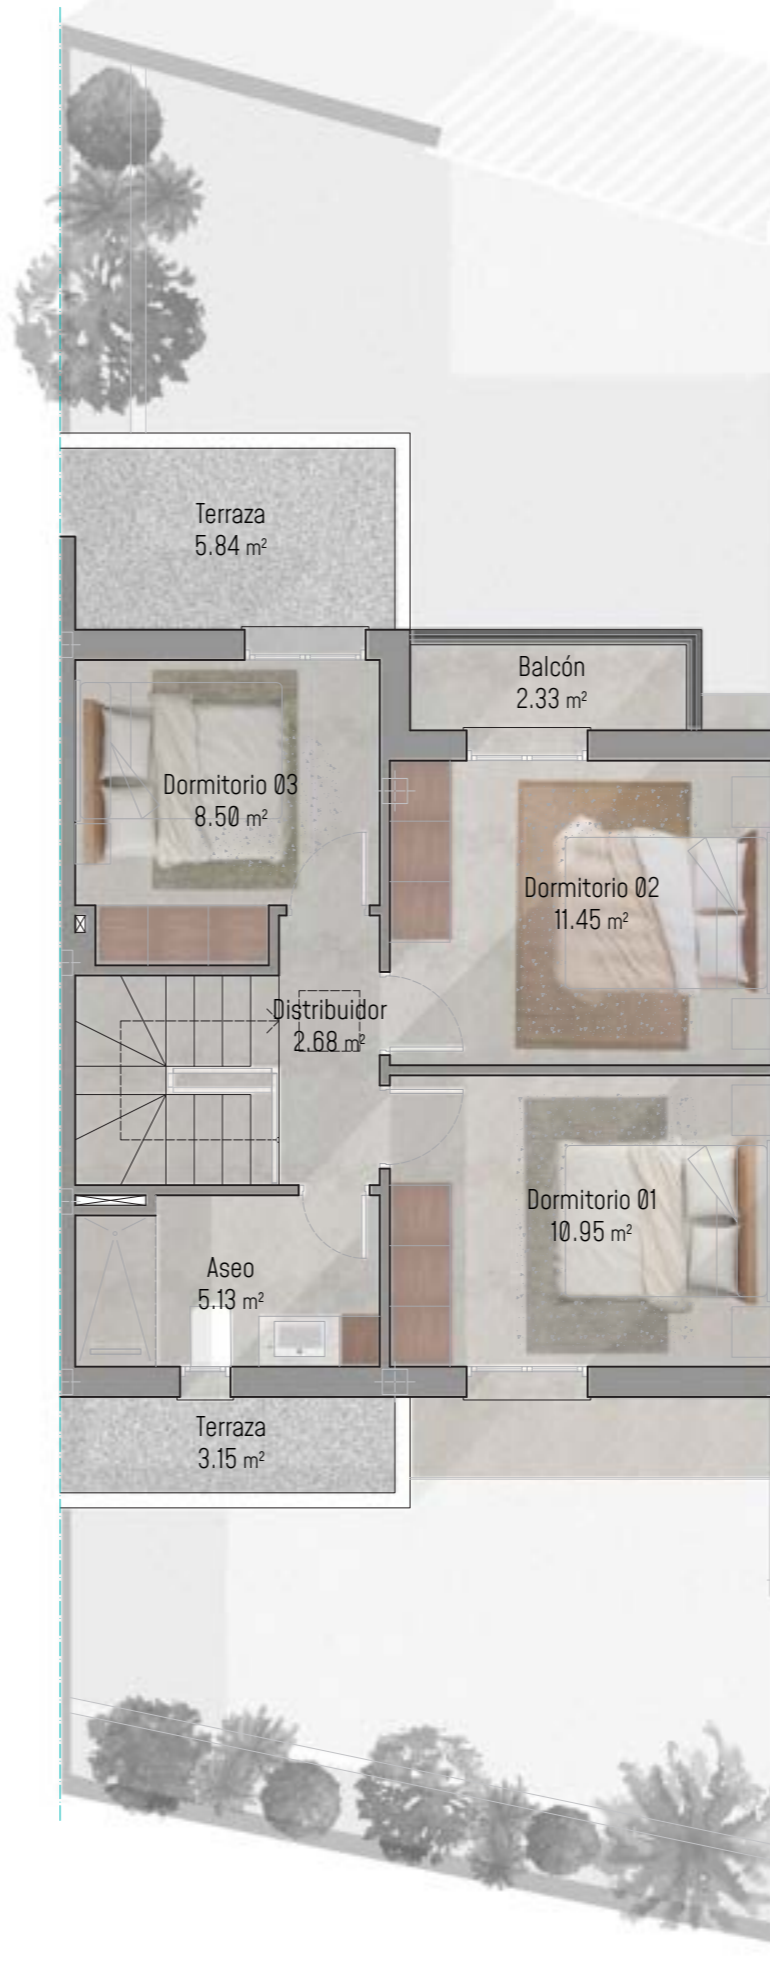 Terraza
5.84 m²
Balcón
2.33 m²
Dormitorio 03
8.50 m²
Dormitorio 02
11.45 m²
Distribuidor
2.68 m²
Dormitorio 01
10.95 m²
Aseo
5.13 m²
Terraza
3.15 m²